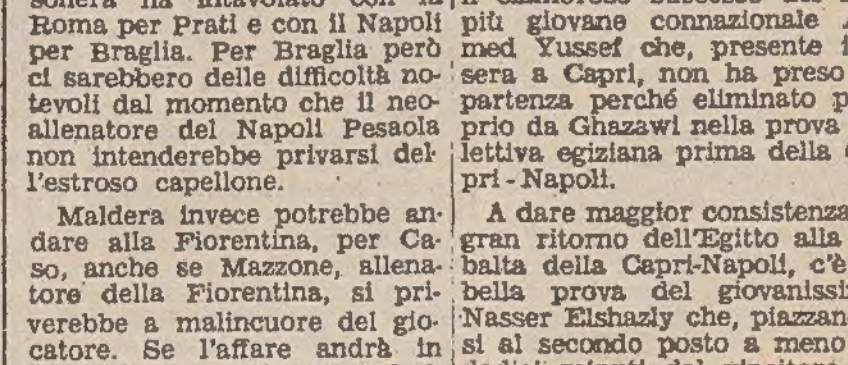 Roma per Prati e con il Napoli
per Braglia. Per Braglia però
ci sarebbero delle difficoltà no-
tevoli dal momento che il neo-
allenatore del Napoli Pesaola
non intenderebbe privarsi del-
l'estroso capellone.
Maldera invece potrebbe an-
dare alla Fiorentina, per Ca-
so, anche se Mazzone, allena-
tore della Fiorentina, si pri-
verebbe a malincuore del gio-
catore. Se l'affare andrà in
più giovane connazionale
med Yussef che, presente
sera a Capri, non ha preso
partenza perché eliminato p
prio da Ghazawi nella prova
lettiva egiziana prima della
pri - Napoli.
A dare maggior consistenza
gran ritorno dell'Egitto alla
balta della Capri-Napoli, c'è
bella prova del giovanissi
Nasser Elshazly che, piazzan
si al secondo posto a meno